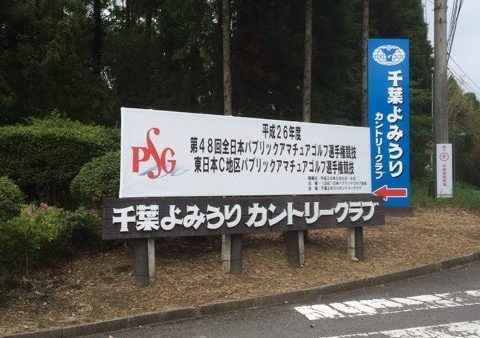 平成26年度
第48回全日本パブリックアマチュアゴルフ選手権競技
東日本C地区パブリックアマチュアゴルフ選手権競技
PSG
千葉よみうりカントリークラブ
千葉よみうり
カントリークラブ
P